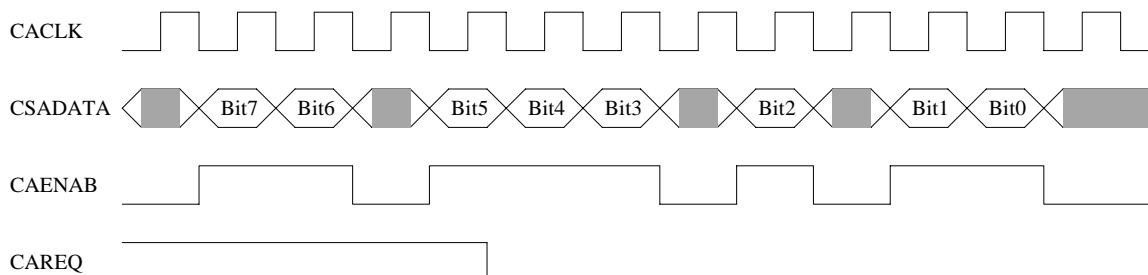 CACLK
CSADATA Bit7 Bit6 Bit5 Bit4 Bit3 Bit2 Bit1 Bit0
CAENAB
CAREQ